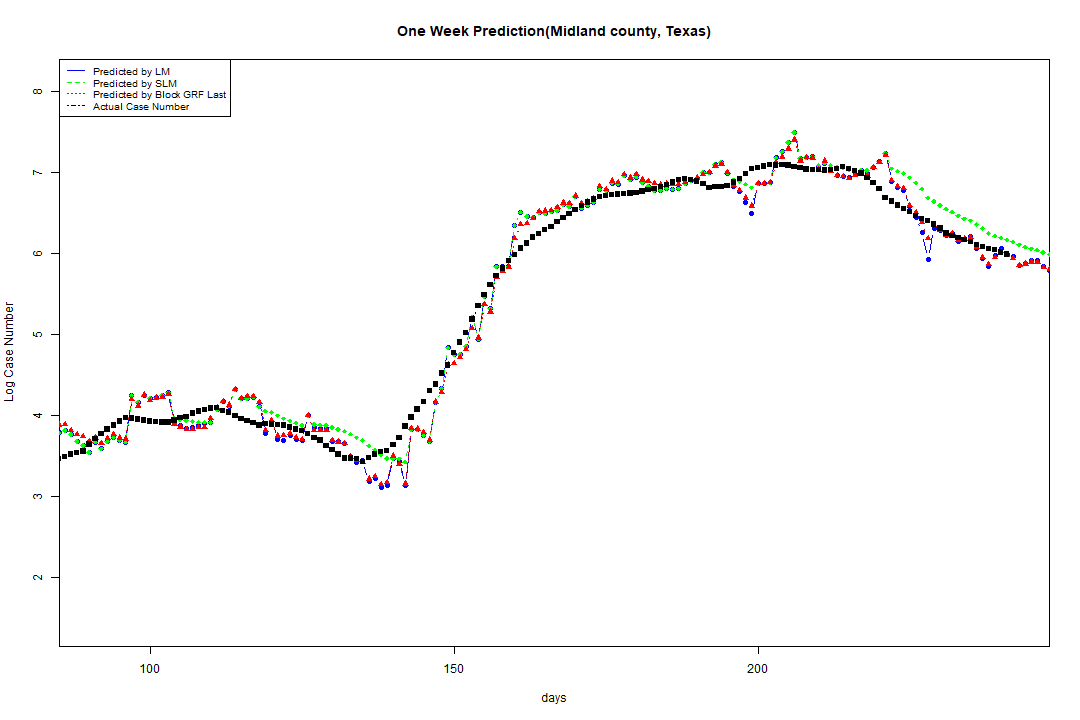 One Week Prediction(Midland county, Texas)
Predicted by LM
Predicted by SLM
Predicted by Block GRF Last
Actual Case Number
8
7
6
5
4
3
2
Log Case Number
100 150 200
days